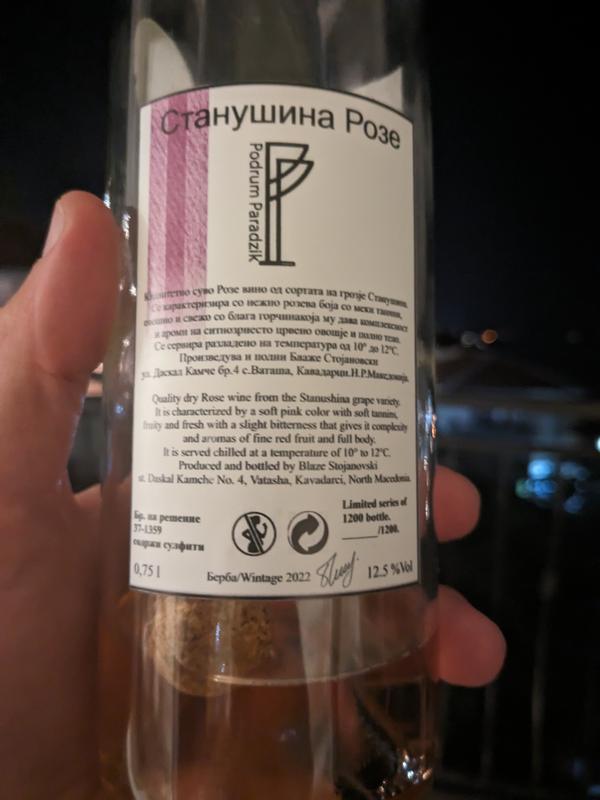 Станушина Розе
Podrum Paradzik
Квалитетно суво Розе вино од сортата на грозје Станушина.
Се карактеризира со нежно розева боја со меки танини,
овошно и свежо со блага горчинакоја му дава комплексност
и ароми на ситнозрнесто црвено овошје и полно тело.
Се сервира разладено на температура од 10° до 12°C.
Произведува и полни Блаже Стојановски
ул. Даскал Камче бр.4 с.Ваташа, Кавадарци.Н.Р.Македонија.
Quality dry Rose wine from the Stanushina grape variety.
It is characterized by a soft pink color with soft tannins,
fruity and fresh with a slight bitterness that gives it complexity
and aromas of fine red fruit and full body.
It is served chilled at a temperature of 10° to 12°C.
Produced and bottled by Blaze Stojanovski
st. Daskal Kamche No. 4, Vatasha, Kavadarci, North Macedonia.
Бр. на решение
37-1359
содржи сулфити
Limited series of
1200 bottle.
______/1200.
0,75 l
Берба/Wintage 2022
12.5 %Vol